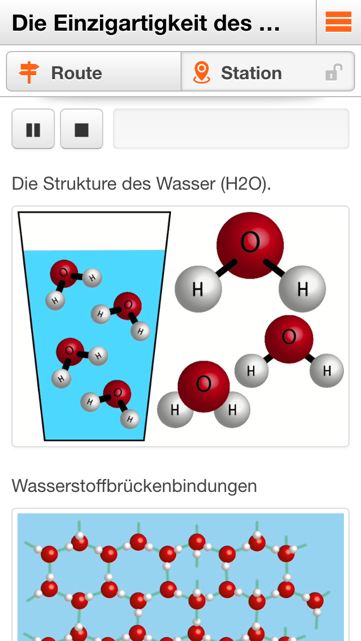 Die Einzigartigkeit des ...
Route
Station
Die Strukture des Wasser (H2O).
O
H
H
O
H
H
O
H
H
O
H
H
O
H
H
O
H
H
O
H
H
Wasserstoffbrückenbindungen